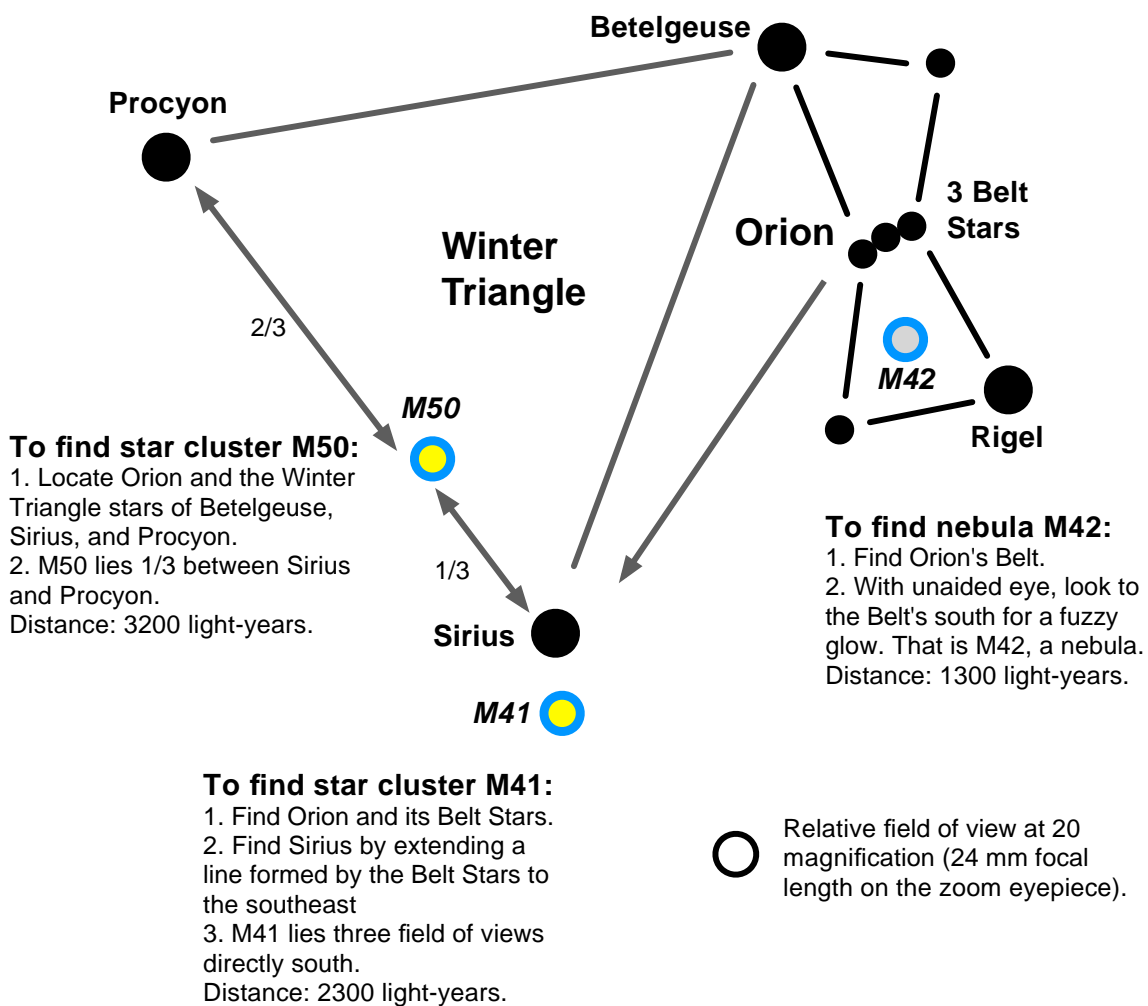 Betelgeuse
Procyon
3 Belt
Stars
Orion
Winter
Triangle
2/3
M42
M50
Rigel
To find star cluster M50:
1. Locate Orion and the Winter
Triangle stars of Betelgeuse,
Sirius, and Procyon.
2. M50 lies 1/3 between Sirius
and Procyon.
Distance: 3200 light-years.
1/3
To find nebula M42:
1. Find Orion's Belt.
2. With unaided eye, look to
the Belt's south for a fuzzy
glow. That is M42, a nebula.
Distance: 1300 light-years.
Sirius
M41
To find star cluster M41:
1. Find Orion and its Belt Stars.
2. Find Sirius by extending a
line formed by the Belt Stars to
the southeast
3. M41 lies three field of views
directly south.
Distance: 2300 light-years.
Relative field of view at 20
magnification (24 mm focal
length on the zoom eyepiece).